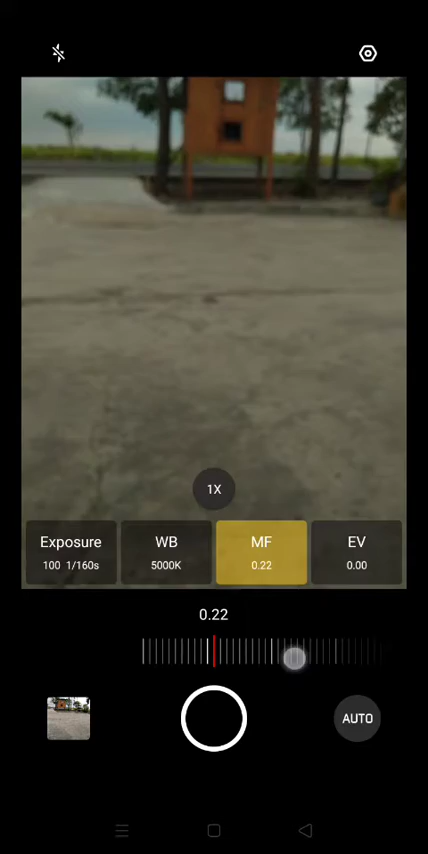 1X
Exposure
100 1/160s
WB
5000K
MF
0.22
EV
0.00
0.22
AUTO